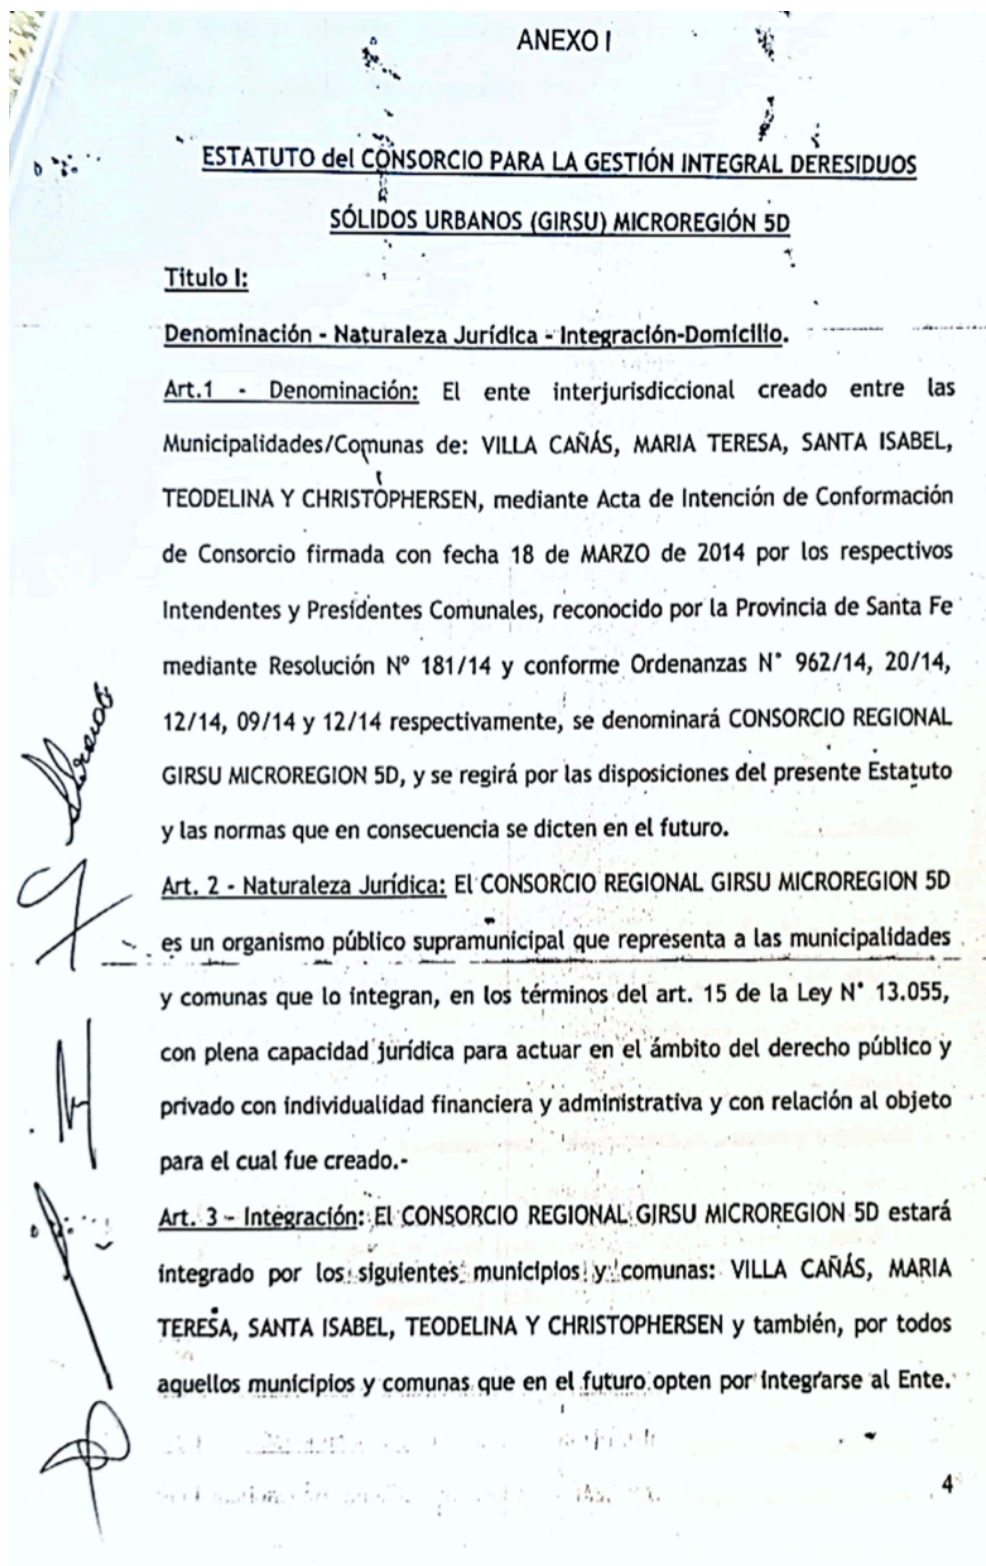 ANEXO I
ESTATUTO del CONSORCIO PARA LA GESTIÓN INTEGRAL DERESIDUOS
SÓLIDOS URBANOS (GIRSU) MICROREGIÓN 5D
Titulo I:
Denominación - Naturaleza Jurídica - Integración-Domicilio.
Art.1 - Denominación: El ente interjurisdiccional creado entre las
Municipalidades/Comunas de: VILLA CAÑÁS, MARIA TERESA, SANTA ISABEL,
TEODELINA Y CHRISTOPHERSEN, mediante Acta de Intención de Conformación
de Consorcio firmada con fecha 18 de MARZO de 2014 por los respectivos
Intendentes y Presidentes Comunales, reconocido por la Provincia de Santa Fe
mediante Resolución Nº 181/14 y conforme Ordenanzas N° 962/14, 20/14,
12/14, 09/14 y 12/14 respectivamente, se denominará CONSORCIO REGIONAL
GIRSU MICROREGION 5D, y se regirá por las disposiciones del presente Estatuto
y las normas que en consecuencia se dicten en el futuro.
Art. 2 - Naturaleza Jurídica: El CONSORCIO REGIONAL GIRSU MICROREGION 5D
es un organismo público supramunicipal que representa a las municipalidades
y comunas que lo integran, en los términos del art. 15 de la Ley N° 13.055,
con plena capacidad jurídica para actuar en el ámbito del derecho público y
privado con individualidad financiera y administrativa y con relación al objeto
para el cual fue creado.-
Art. 3 - Integración: El CONSORCIO REGIONAL GIRSU MICROREGION 5D estará
integrado por los siguientes municipios y comunas: VILLA CAÑÁS, MARIA
TERESA, SANTA ISABEL, TEODELINA Y CHRISTOPHERSEN y también, por todos
aquellos municipios y comunas que en el futuro opten por integrarse al Ente.
4